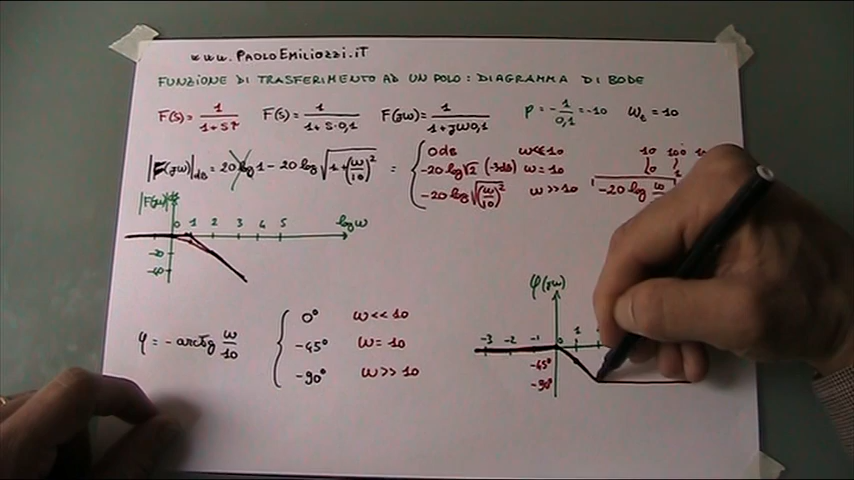 www.PAOLOEMILIOZZI.IT
FUNZIONE DI TRASFERIMENTO AD UN POLO: DIAGRAMMA DI BODE
F(s)= 1/(1+sτ) F(s)= 1/(1+s·0,1) F(jω)= 1/(1+jω0,1) p=-1/0,1=-10 ωt=10
|F(jω)|dB = 20 log 1 - 20 log √(1+(ω/10)²) = {
0dB ω<<10
-20 log √2 (-3dB) ω=10
-20 log √(ω/10)² ω>>10
10 100
0 1
-20 log ω
|F(jω)|dB
0 1 2 3 4 5 log ω
-20
-40
φ = - arctg ω/10 {
0° ω<<10
-45° ω=10
-90° ω>>10
φ(jω)
-3 -2 -1 0 1
-45°
-90°